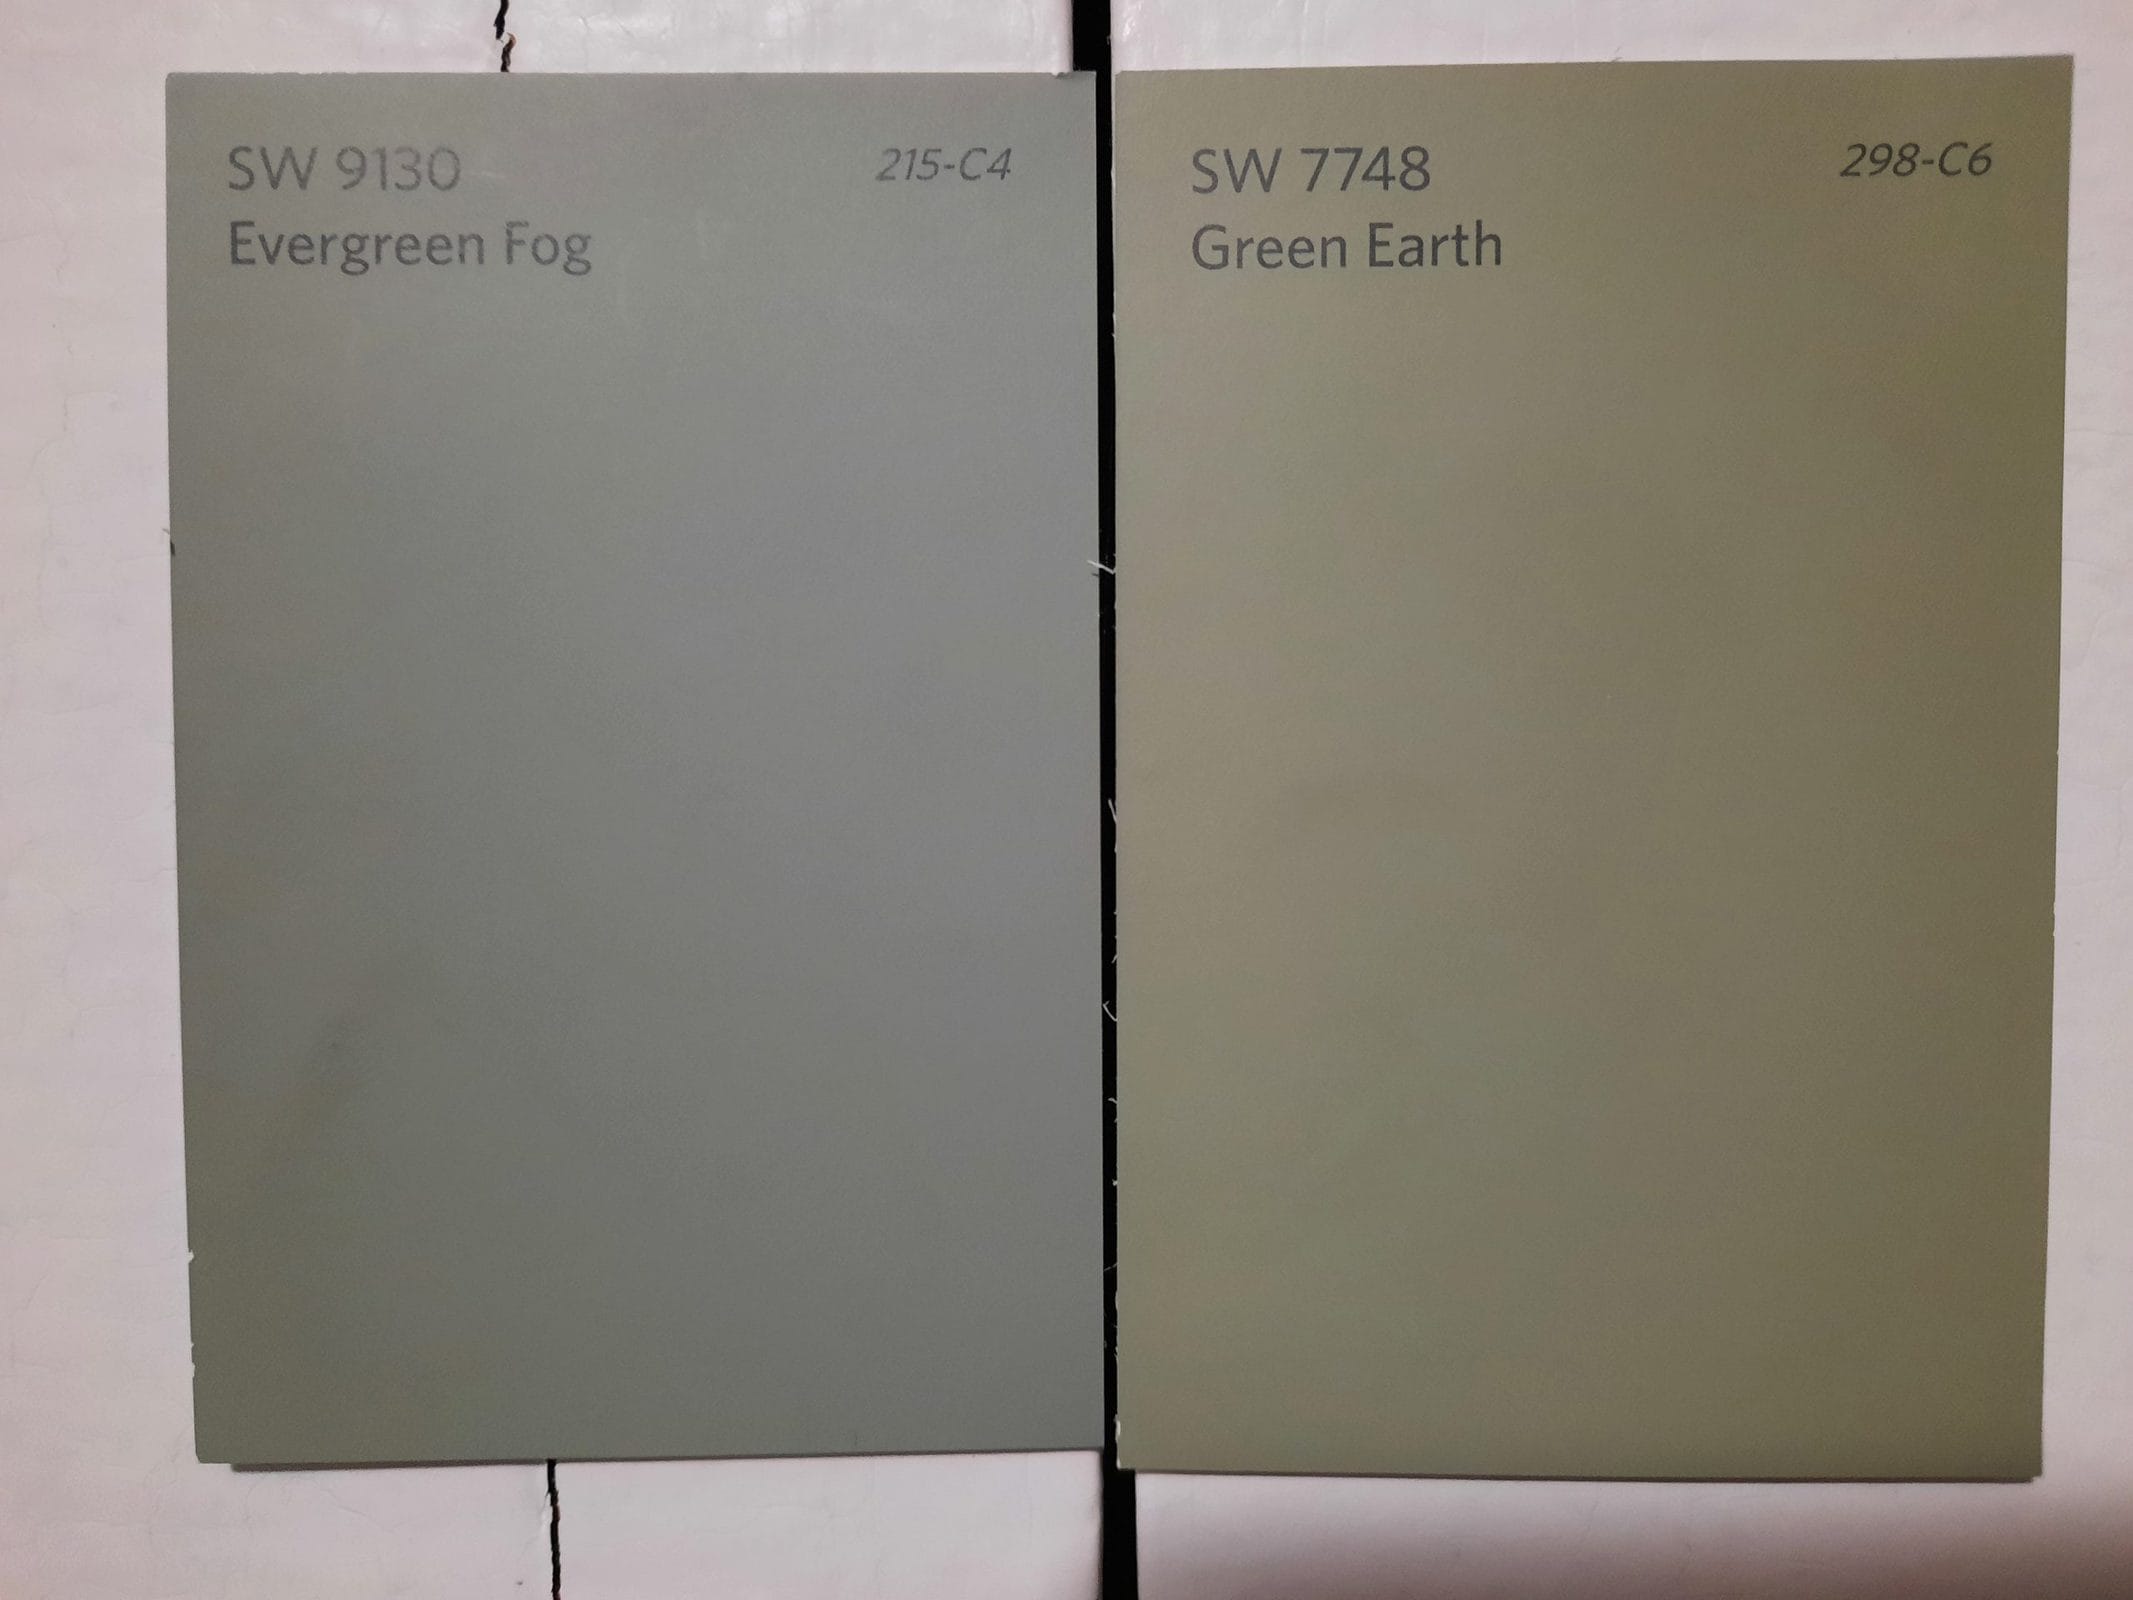 SW 9130
Evergreen Fog
215-C4
SW 7748
Green Earth
298-C6